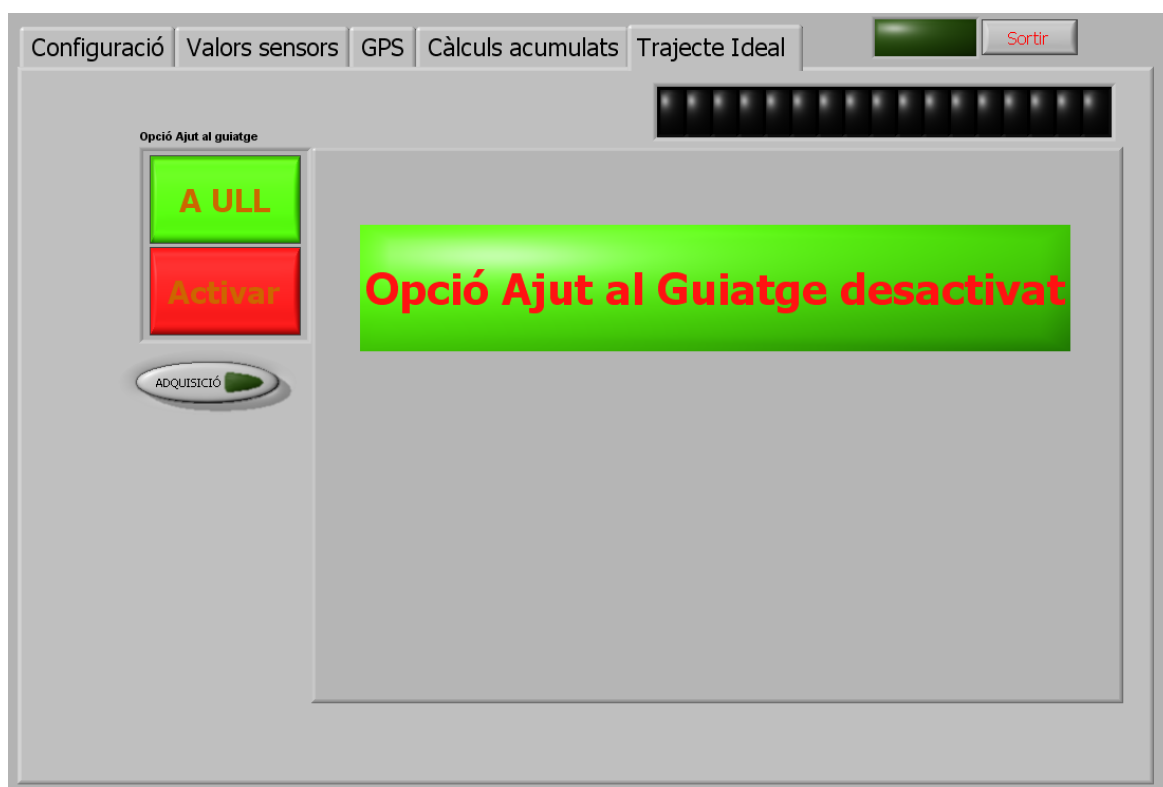 Configuració
Valors sensors
GPS
Càlculs acumulats
Trajecte Ideal
Sortir
Opció Ajut al guiatge
A ULL
Activar
Opció Ajut al Guiatge desactivat
ADQUISICIÓ